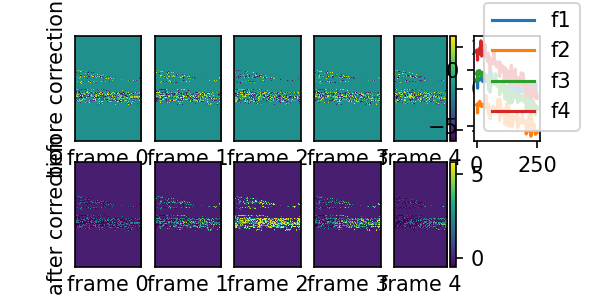 before correction
frame 0
frame 1
frame 2
frame 3
frame 4
0
−5
f1
f2
f3
f4
0
250
after correction
frame 0
frame 1
frame 2
frame 3
frame 4
5
0